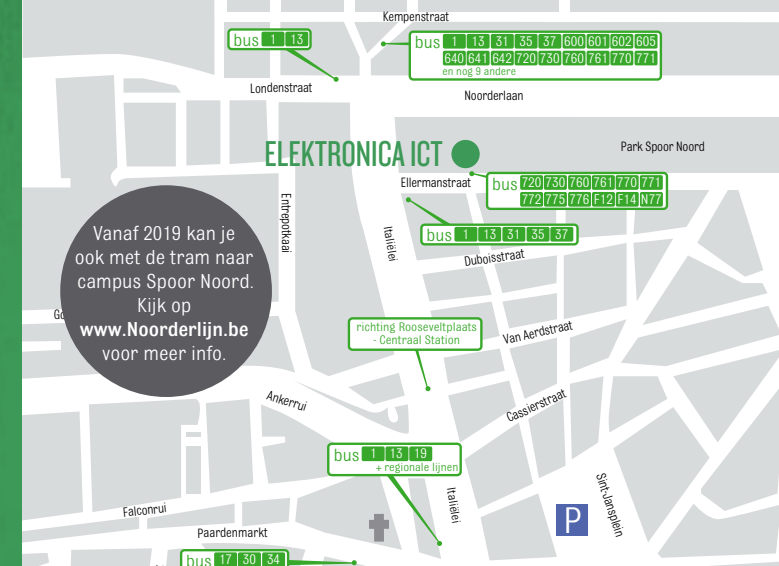 Kempenstraat
bus 1 13
bus 1 13 31 35 37 600 601 602 605
640 641 642 720 730 760 761 770 771
en nog 9 andere
Londenstraat
Noorderlaan
ELEKTRONICA ICT
Park Spoor Noord
Ellermanstraat
bus 720 730 760 761 770 771
772 775 776 F12 F14 N77
Entrepotkaai
Italiëlei
bus 1 13 31 35 37
Duboisstraat
Vanaf 2019 kan je
ook met de tram naar
campus Spoor Noord.
Kijk op
www.Noorderlijn.be
voor meer info.
richting Rooseveltplaats
- Centraal Station
Van Aerdtstraat
Ankerrui
Cassierstraat
bus 1 13 19
+ regionale lijnen
Italiëlei
Sint-Jansplein
Falconrui
P
Paardenmarkt
bus 17 30 34